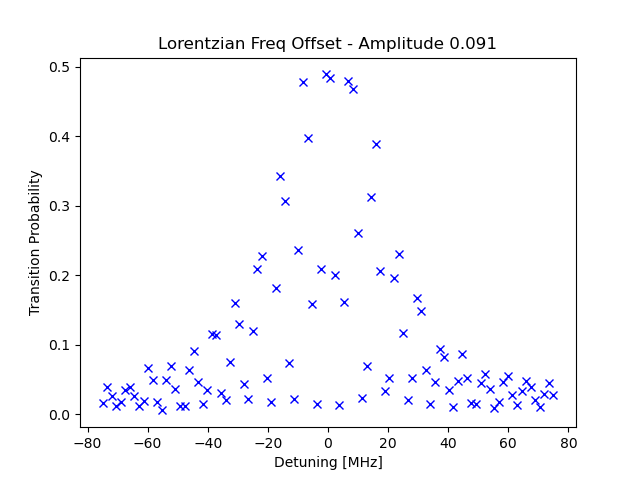 Lorentzian Freq Offset - Amplitude 0.091
0.5
0.4
0.3
0.2
0.1
0.0
Transition Probability
−80 −60 −40 −20 0 20 40 60 80
Detuning [MHz]